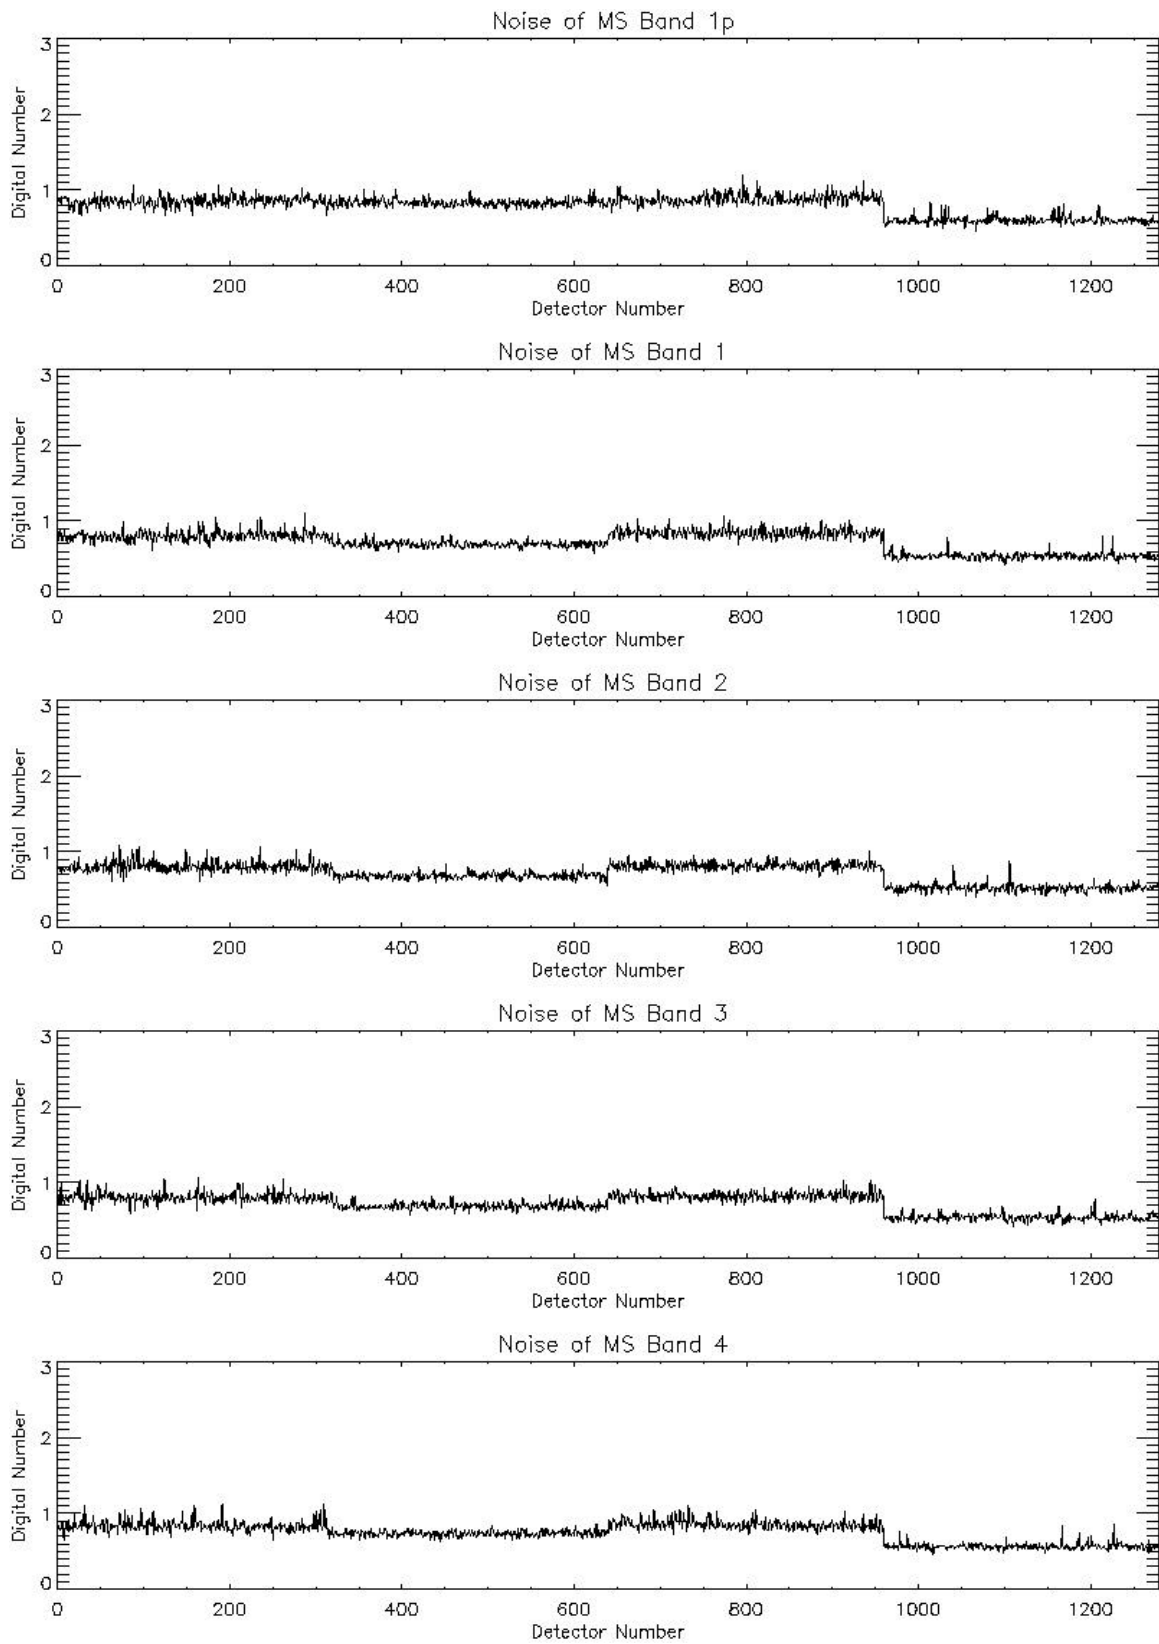 Noise of MS Band 1p
3
2
1
0
Digital Number
0 200 400 600 800 1000 1200
Detector Number
Noise of MS Band 1
3
2
1
0
Digital Number
0 200 400 600 800 1000 1200
Detector Number
Noise of MS Band 2
3
2
1
0
Digital Number
0 200 400 600 800 1000 1200
Detector Number
Noise of MS Band 3
3
2
1
0
Digital Number
0 200 400 600 800 1000 1200
Detector Number
Noise of MS Band 4
3
2
1
0
Digital Number
0 200 400 600 800 1000 1200
Detector Number